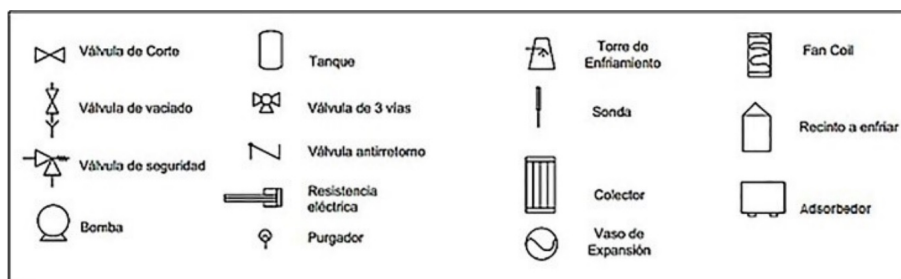 Válvula de Corte
Válvula de vaciado
Válvula de seguridad
Bomba
Tanque
Válvula de 3 vías
Válvula antirretorno
Resistencia
eléctrica
Purgador
Torre de
Enfriamiento
Sonda
Colector
Vaso de
Expansión
Fan Coil
Recinto a enfriar
Adsorbedor